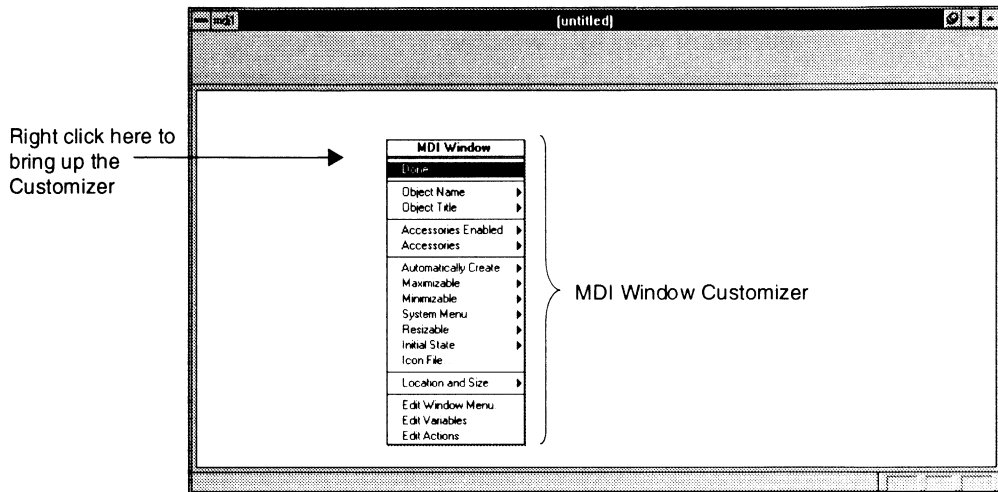 (untitled)
Right click here to
bring up the
Customizer
MDI Window
Done
Object Name
Object Title
Accessories Enabled
Accessories
Automatically Create
Maximizable
Minimizable
System Menu
Resizable
Initial State
Icon File
Location and Size
Edit Window Menu
Edit Variables
Edit Actions
MDI Window Customizer